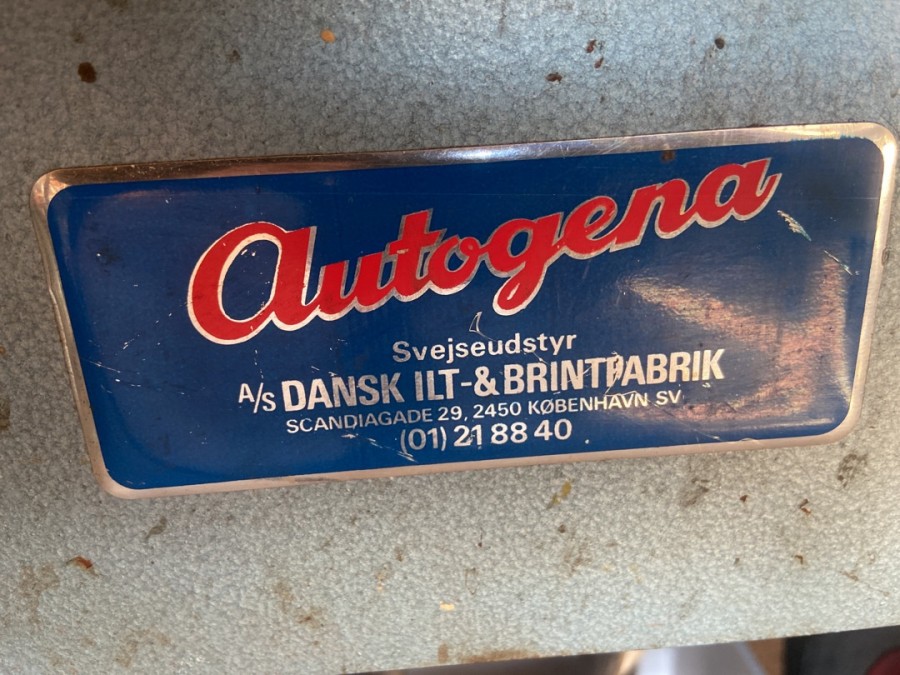 Autogena
Svejseudstyr
A/S DANSK ILT-& BRINTFABRIK
SCANDIAGADE 29, 2450 KØBENHAVN SV
(01) 21 88 40